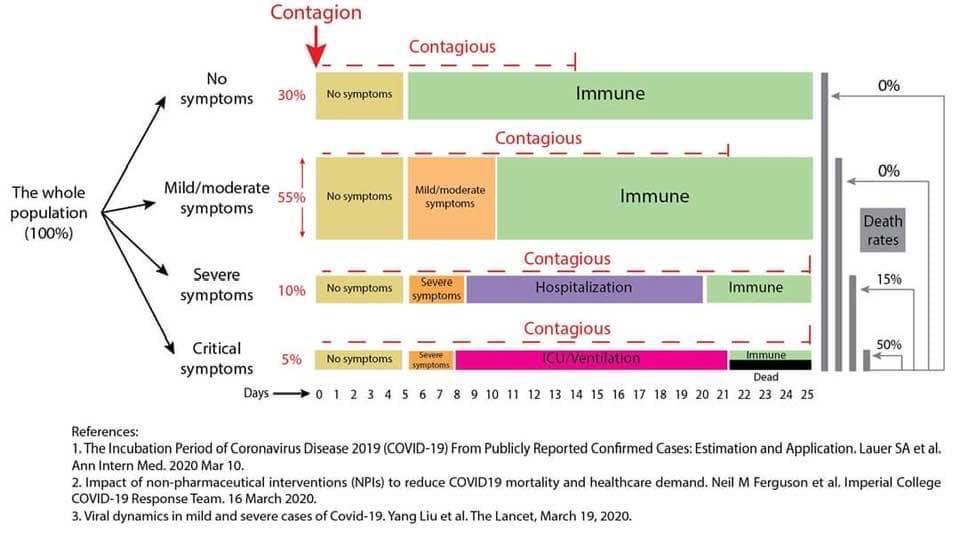 Contagion
Contagious
No
symptoms
30%
No symptoms
Immune
0%
Contagious
The whole
population
(100%)
Mild/moderate
symptoms
55%
No symptoms
Mild/moderate
symptoms
Immune
0%
Death
rates
Contagious
Severe
symptoms
10%
No symptoms
Severe
symptoms
Hospitalization
Immune
15%
Contagious
Critical
symptoms
5%
No symptoms
Severe
symptoms
ICU/Ventilation
Immune
Dead
50%
Days 0 1 2 3 4 5 6 7 8 9 10 11 12 13 14 15 16 17 18 19 20 21 22 23 24 25
References:
1. The Incubation Period of Coronavirus Disease 2019 (COVID-19) From Publicly Reported Confirmed Cases: Estimation and Application. Lauer SA et al.
Ann Intern Med. 2020 Mar 10.
2. Impact of non-pharmaceutical interventions (NPIs) to reduce COVID19 mortality and healthcare demand. Neil M Ferguson et al. Imperial College
COVID-19 Response Team. 16 March 2020.
3. Viral dynamics in mild and severe cases of Covid-19. Yang Liu et al. The Lancet, March 19, 2020.